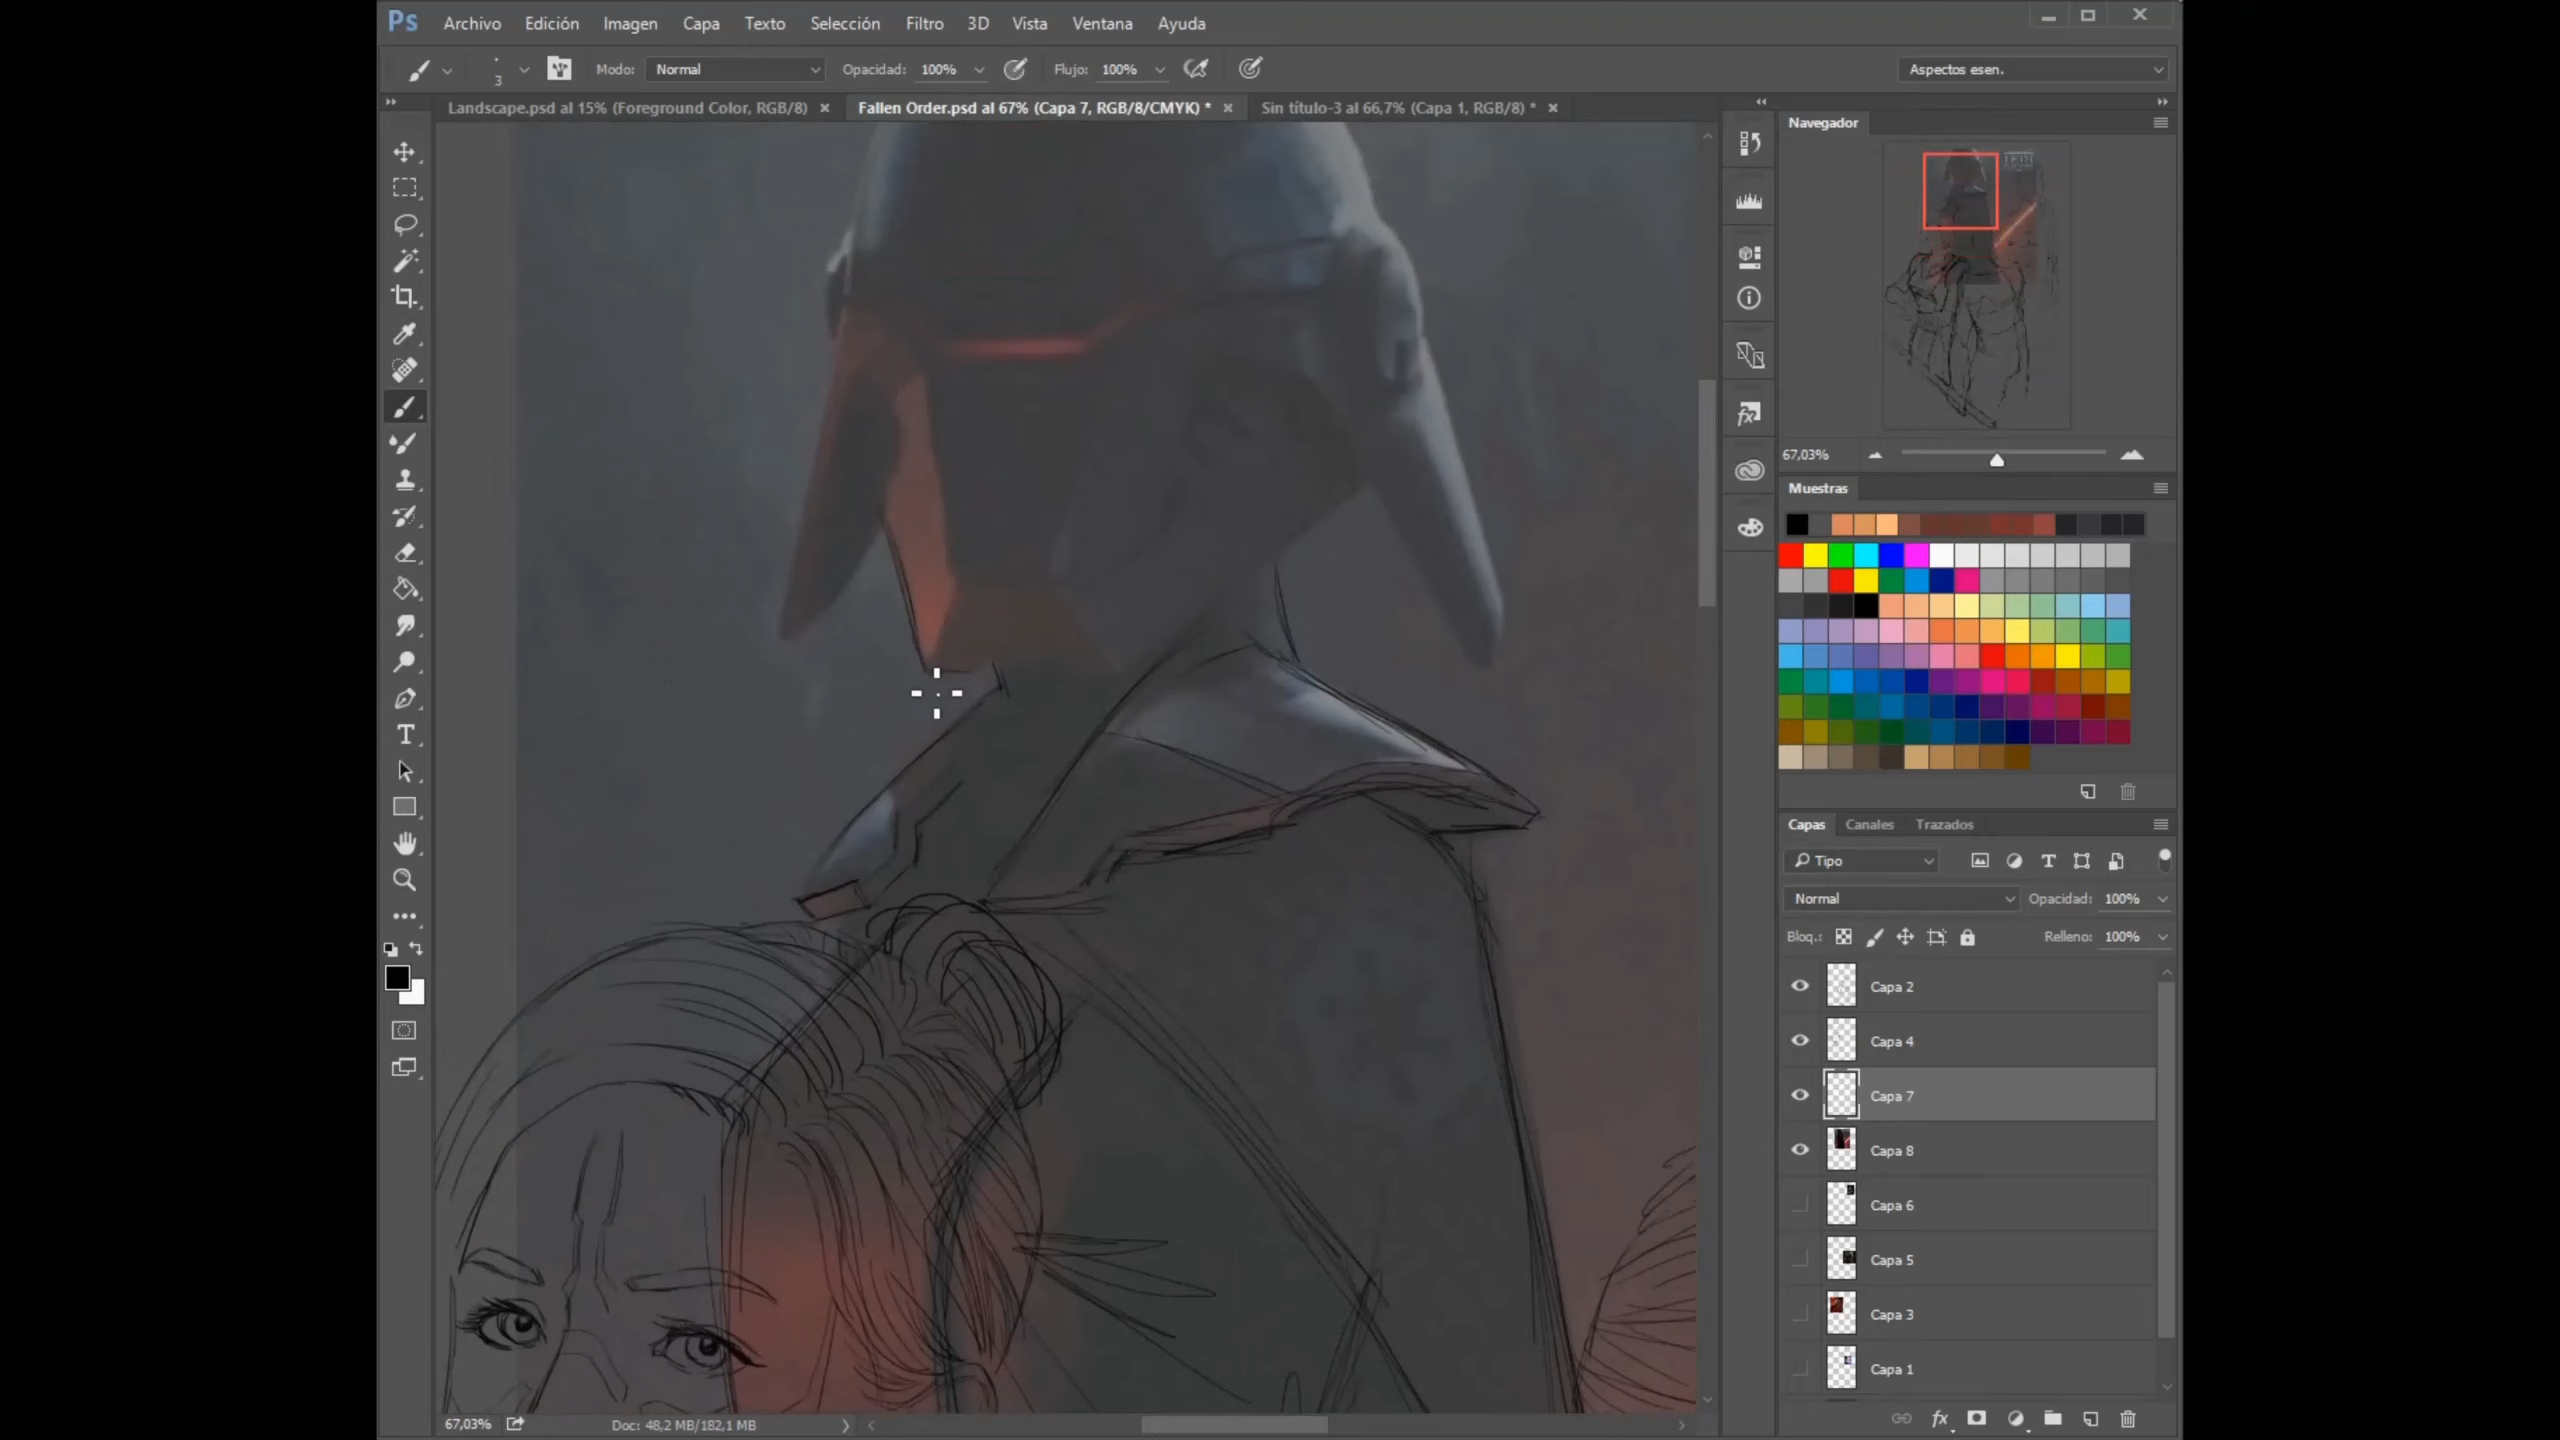 Ps Archivo Edición Imagen Capa Texto Selección Filtro 3D Vista Ventana Ayuda
3 Modo: Normal Opacidad: 100% Flujo: 100% Aspectos esen.
Landscape.psd al 15% (Foreground Color, RGB/8) Fallen Order.psd al 67% (Capa 7, RGB/8/CMYK) * Sin título-3 al 66,7% (Capa 1, RGB/8) *
Navegador
JEDI
67,03%
Muestras
Capas Canales Trazados
Tipo
Normal Opacidad: 100%
Bloq.: Relleno: 100%
Capa 2
Capa 4
Capa 7
Capa 8
Capa 6
Capa 5
Capa 3
Capa 1
67,03% Doc: 48,2 MB/182,1 MB